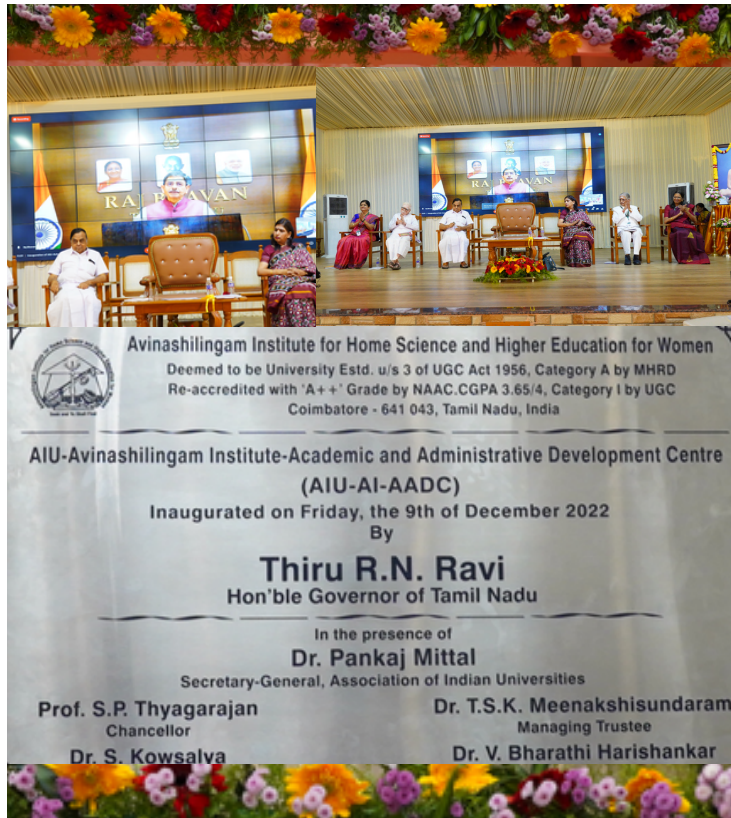 RAJ BHAVAN
RAJ BHAVAN
Avinashilingam Institute for Home Science and Higher Education for Women
Deemed to be University Estd. u/s 3 of UGC Act 1956, Category A by MHRD
Re-accredited with 'A++' Grade by NAAC.CGPA 3.65/4, Category I by UGC
Coimbatore - 641 043, Tamil Nadu, India
AIU-Avinashilingam Institute-Academic and Administrative Development Centre
(AIU-AI-AADC)
Inaugurated on Friday, the 9th of December 2022
By
Thiru R.N. Ravi
Hon'ble Governor of Tamil Nadu
In the presence of
Dr. Pankaj Mittal
Secretary-General, Association of Indian Universities
Prof. S.P. Thyagarajan
Chancellor
Dr. T.S.K. Meenakshisundaram
Managing Trustee
Dr. S. Kowsalya
Dr. V. Bharathi Harishankar